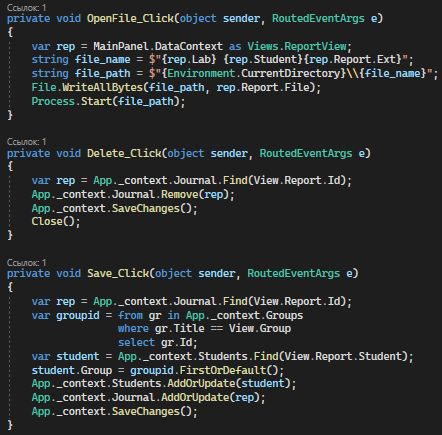 Ссылок: 1
private void OpenFile_Click(object sender, RoutedEventArgs e)
{
    var rep = MainPanel.DataContext as Views.ReportView;
    string file_name = $"{rep.Lab} {rep.Student}{rep.Report.Ext}";
    string file_path = $"{Environment.CurrentDirectory}\\{file_name}";
    File.WriteAllBytes(file_path, rep.Report.File);
    Process.Start(file_path);
}
Ссылок: 1
private void Delete_Click(object sender, RoutedEventArgs e)
{
    var rep = App._context.Journal.Find(View.Report.Id);
    App._context.Journal.Remove(rep);
    App._context.SaveChanges();
    Close();
}
Ссылок: 1
private void Save_Click(object sender, RoutedEventArgs e)
{
    var rep = App._context.Journal.Find(View.Report.Id);
    var groupid = from gr in App._context.Groups
                  where gr.Title == View.Group
                  select gr.Id;
    var student = App._context.Students.Find(View.Report.Student);
    student.Group = groupid.FirstOrDefault();
    App._context.Students.AddOrUpdate(student);
    App._context.Journal.AddOrUpdate(rep);
    App._context.SaveChanges();
}